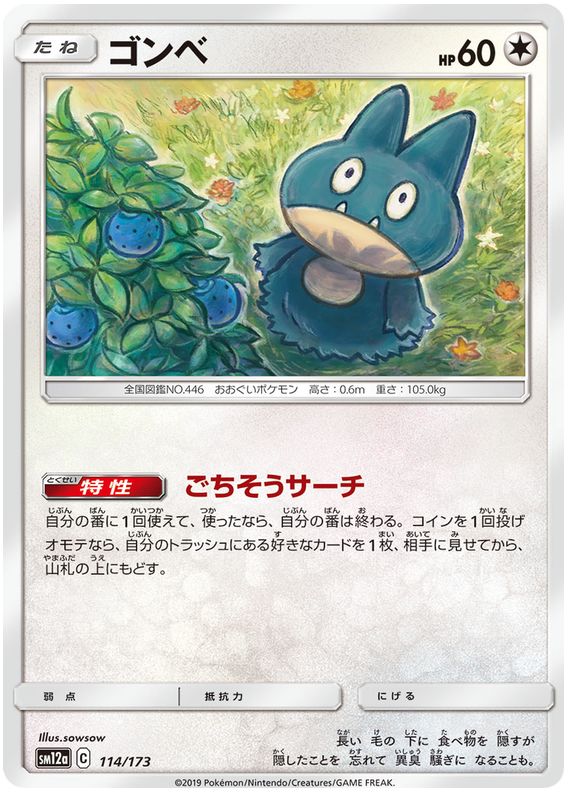 たね ゴンベ HP60
全国図鑑NO.446 おおぐいポケモン 高さ：0.6m 重さ：105.0kg
とくせい 特性 ごちそうサーチ
自分の番に1回使えて、使ったなら、自分の番は終わる。コインを1回投げ
オモテなら、自分のトラッシュにある好きなカードを1枚、相手に見せてから、
山札の上にもどす。
弱点 抵抗力 にげる
Illus.sowsow
長い 毛の 下に 食べ物を 隠すが
隠したことを 忘れて 異臭 騒ぎに なることも。
sm12a C 114/173
©2019 Pokémon/Nintendo/Creatures/GAME FREAK.